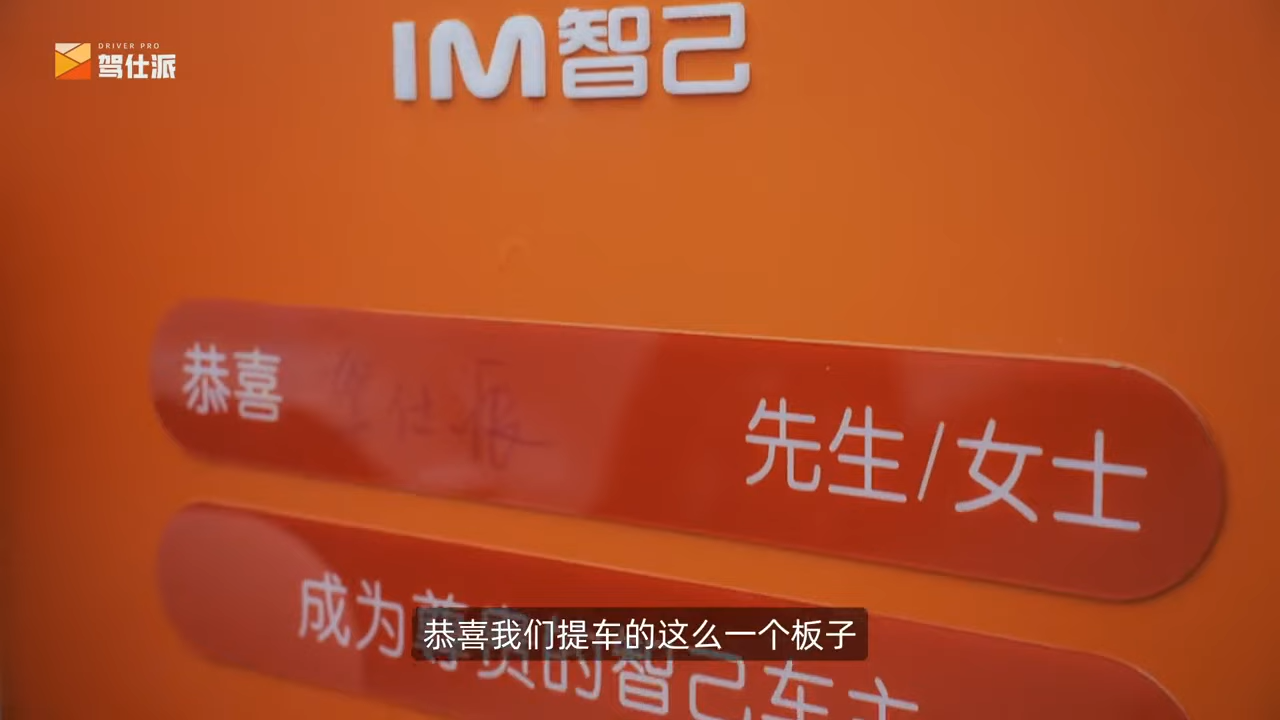 DRIVER PRO
驾仕派
IM智己
恭喜 驾仕派 先生/女士
成为尊贵的智己车主
恭喜我们提车的这么一个板子